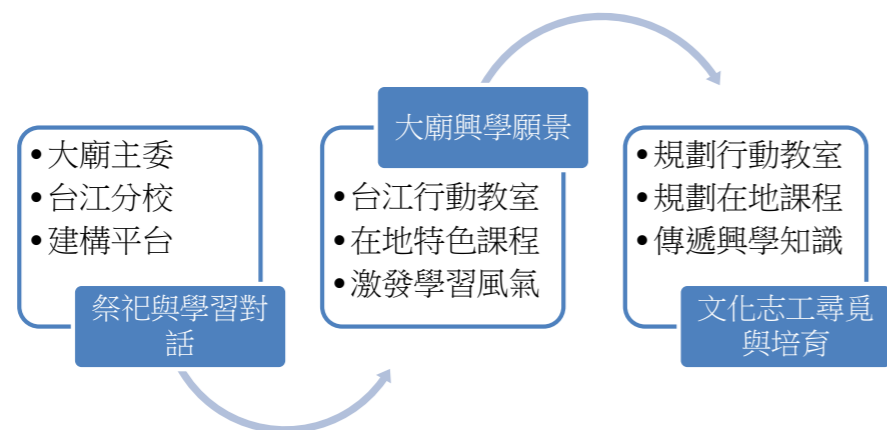 •大廟主委
•台江分校
•建構平台
祭祀與學習對
話
大廟興學願景
•台江行動教室
•在地特色課程
•激發學習風氣
•規劃行動教室
•規劃在地課程
•傳遞興學知識
文化志工尋覓
與培育